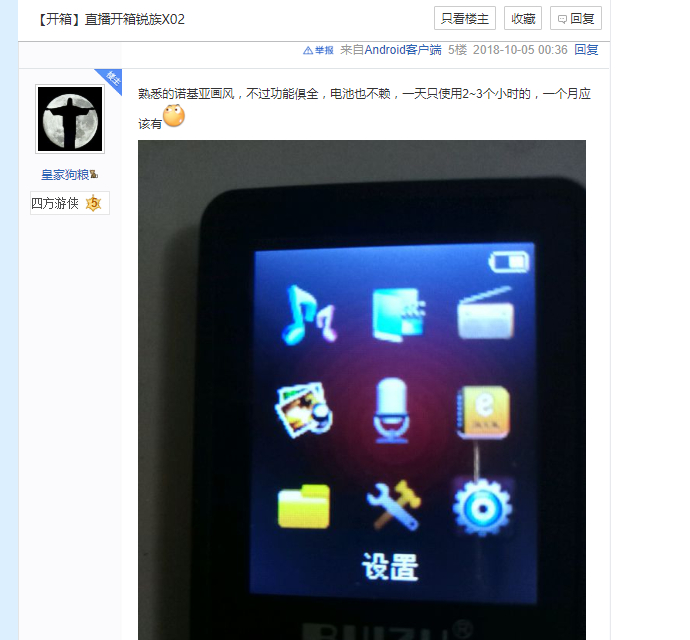 【开箱】直播开箱锐族X02
只看楼主 收藏 回复
举报 来自Android客户端 5楼 2018-10-05 00:36 回复
楼主
熟悉的诺基亚画风，不过功能俱全，电池也不赖，一天只使用2~3个小时的，一个月应
该有
皇家狗粮
四方游侠 5
设置